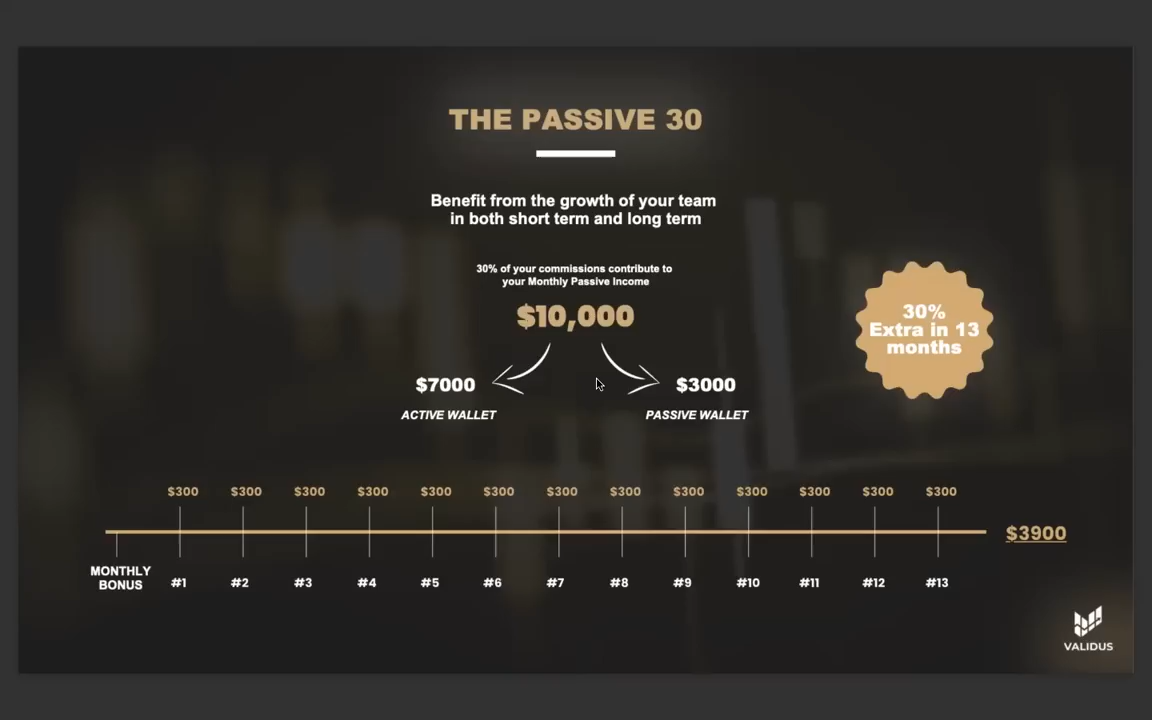 THE PASSIVE 30
Benefit from the growth of your team
in both short term and long term
30% of your commissions contribute to
your Monthly Passive Income
$10,000
30%
Extra in 13
months
$7000
$3000
ACTIVE WALLET
PASSIVE WALLET
$300 $300 $300 $300 $300 $300 $300 $300 $300 $300 $300 $300 $300
$3900
MONTHLY
BONUS
#1 #2 #3 #4 #5 #6 #7 #8 #9 #10 #11 #12 #13
VALIDUS